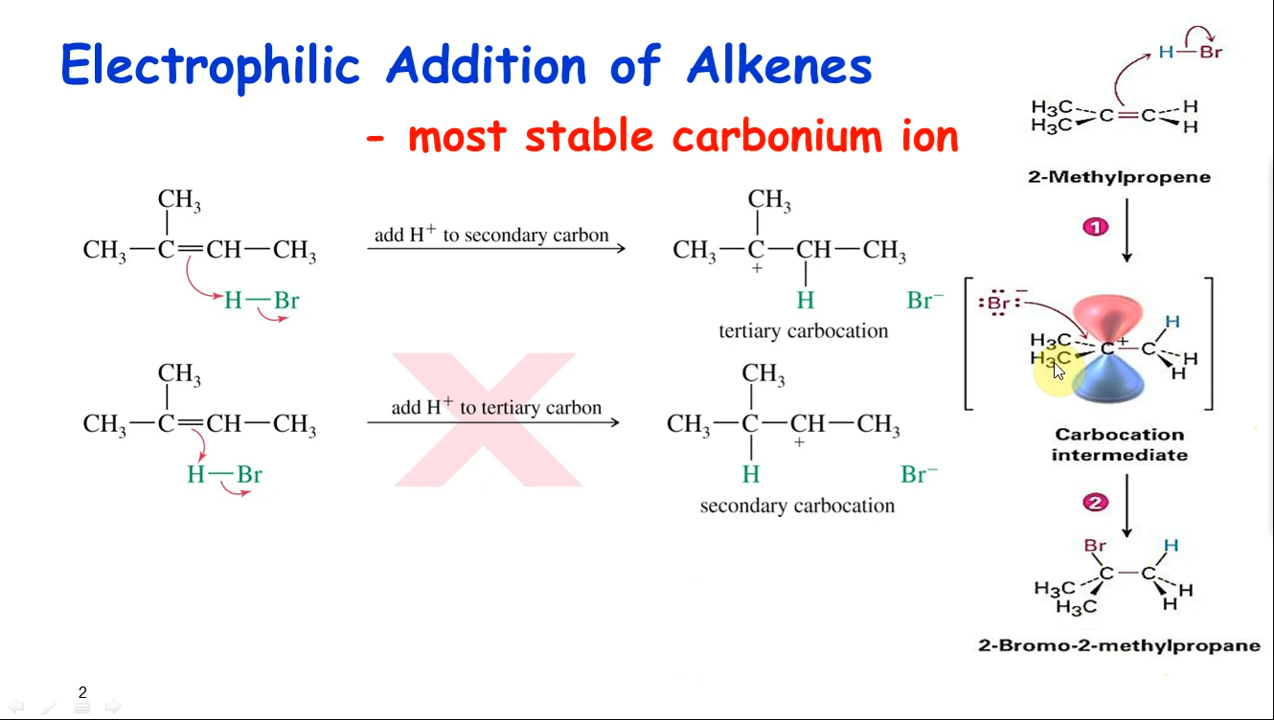 Electrophilic Addition of Alkenes
- most stable carbonium ion
CH₃
CH₃—C═CH—CH₃
H—Br
add H⁺ to secondary carbon
CH₃
CH₃—C—CH—CH₃
+
H Br⁻
tertiary carbocation
CH₃
CH₃—C═CH—CH₃
H—Br
add H⁺ to tertiary carbon
X
CH₃
CH₃—C—CH—CH₃
+
H Br⁻
secondary carbocation
H—Br
H₃C H
C═C
H₃C H
2-Methylpropene
1
:Br:⁻ H
H₃C + H
C—C
H₃C H
Carbocation
intermediate
2
Br H
C—C
H₃C H
H₃C H
2-Bromo-2-methylpropane
2